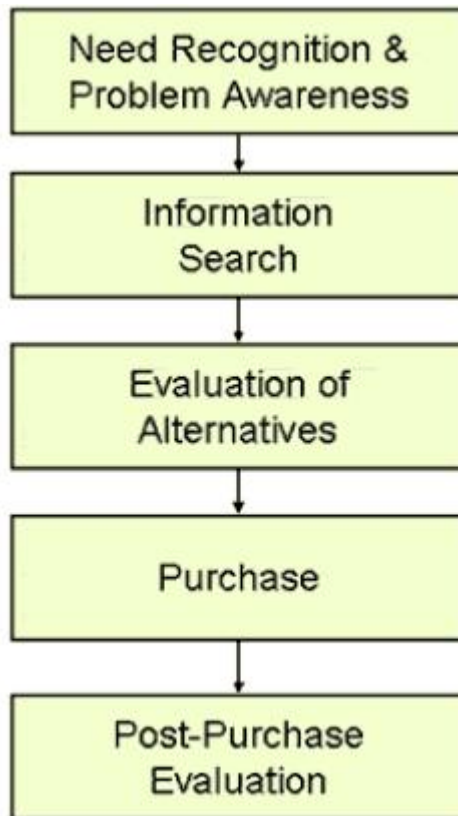 Need Recognition &
Problem Awareness
Information
Search
Evaluation of
Alternatives
Purchase
Post-Purchase
Evaluation